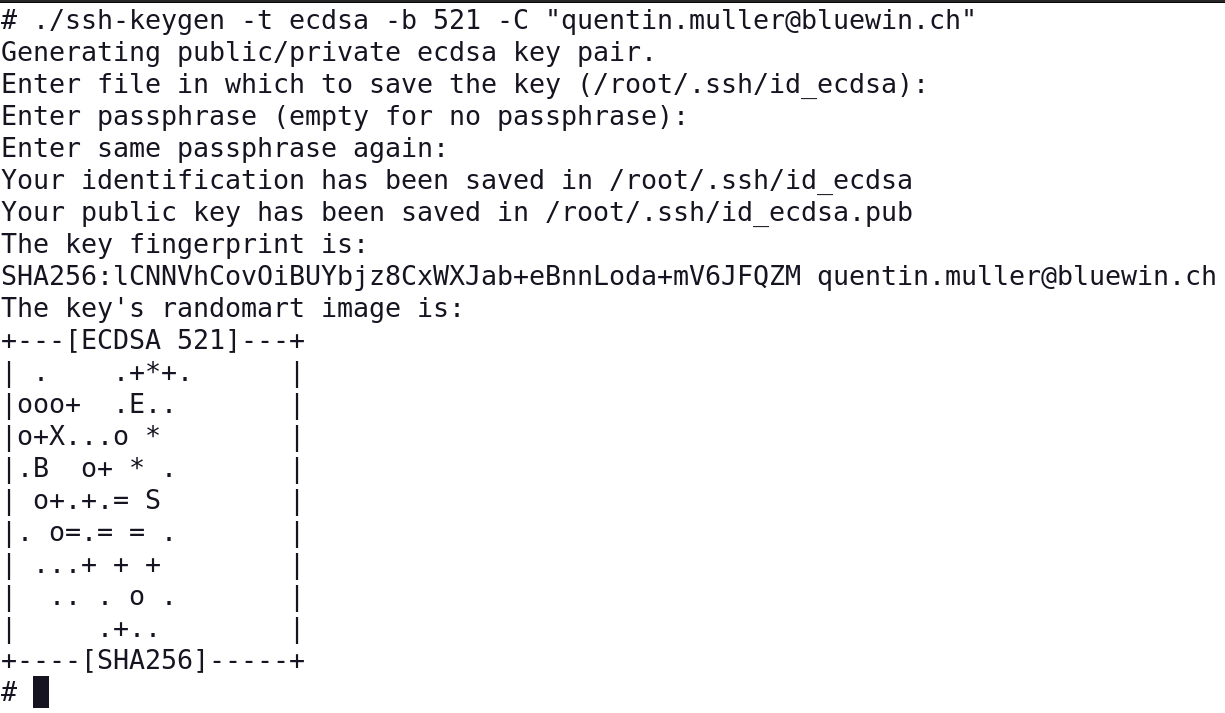 # ./ssh-keygen -t ecdsa -b 521 -C "quentin.muller@bluewin.ch"
Generating public/private ecdsa key pair.
Enter file in which to save the key (/root/.ssh/id_ecdsa):
Enter passphrase (empty for no passphrase):
Enter same passphrase again:
Your identification has been saved in /root/.ssh/id_ecdsa
Your public key has been saved in /root/.ssh/id_ecdsa.pub
The key fingerprint is:
SHA256:lCNNVhCovOiBUYbjz8CxWXJab+eBnnLoda+mV6JFQZM quentin.muller@bluewin.ch
The key's randomart image is:
+---[ECDSA 521]---+
| .    .+*+.      |
|ooo+  .E..       |
|o+X...o *        |
|.B  o+ * .       |
| o+.+.= S        |
|. o=.= = .       |
| ...+ + +        |
|  .. . o .       |
|     .+..        |
+----[SHA256]-----+
#